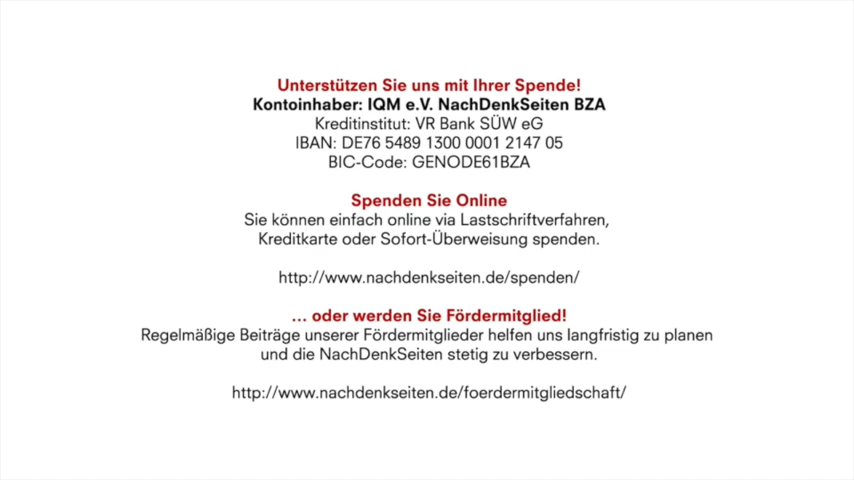 Unterstützen Sie uns mit Ihrer Spende!
Kontoinhaber: IQM e.V. NachDenkSeiten BZA
Kreditinstitut: VR Bank SÜW eG
IBAN: DE76 5489 1300 0001 2147 05
BIC-Code: GENODE61BZA
Spenden Sie Online
Sie können einfach online via Lastschriftverfahren,
Kreditkarte oder Sofort-Überweisung spenden.
http://www.nachdenkseiten.de/spenden/
... oder werden Sie Fördermitglied!
Regelmäßige Beiträge unserer Fördermitglieder helfen uns langfristig zu planen
und die NachDenkSeiten stetig zu verbessern.
http://www.nachdenkseiten.de/foerdermitgliedschaft/